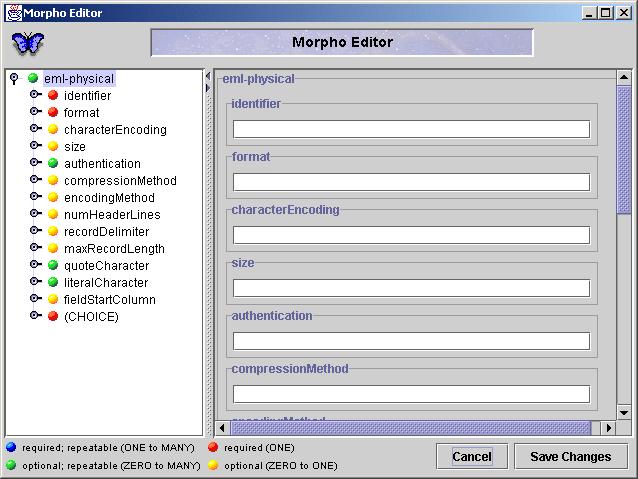 Morpho Editor
Morpho Editor
eml-physical
identifier
format
characterEncoding
size
authentication
compressionMethod
encodingMethod
numHeaderLines
recordDelimiter
maxRecordLength
quoteCharacter
literalCharacter
fieldStartColumn
(CHOICE)
eml-physical
identifier
format
characterEncoding
size
authentication
compressionMethod
encodingMethod
required; repeatable (ONE to MANY)
required (ONE)
optional; repeatable (ZERO to MANY)
optional (ZERO to ONE)
Cancel
Save Changes